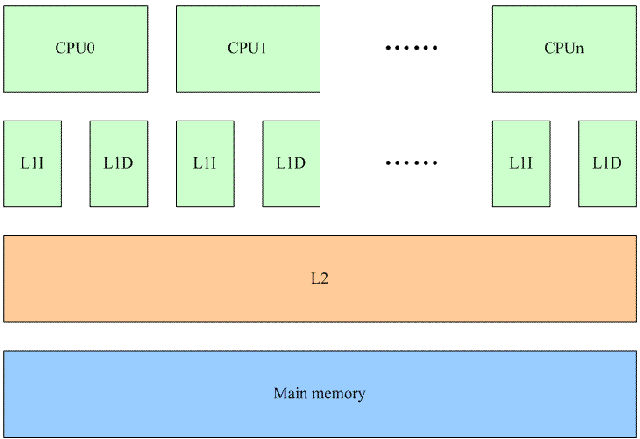 CPU0 CPU1 ...... CPUn
L1I L1D L1I L1D ...... L1I L1D
L2
Main memory